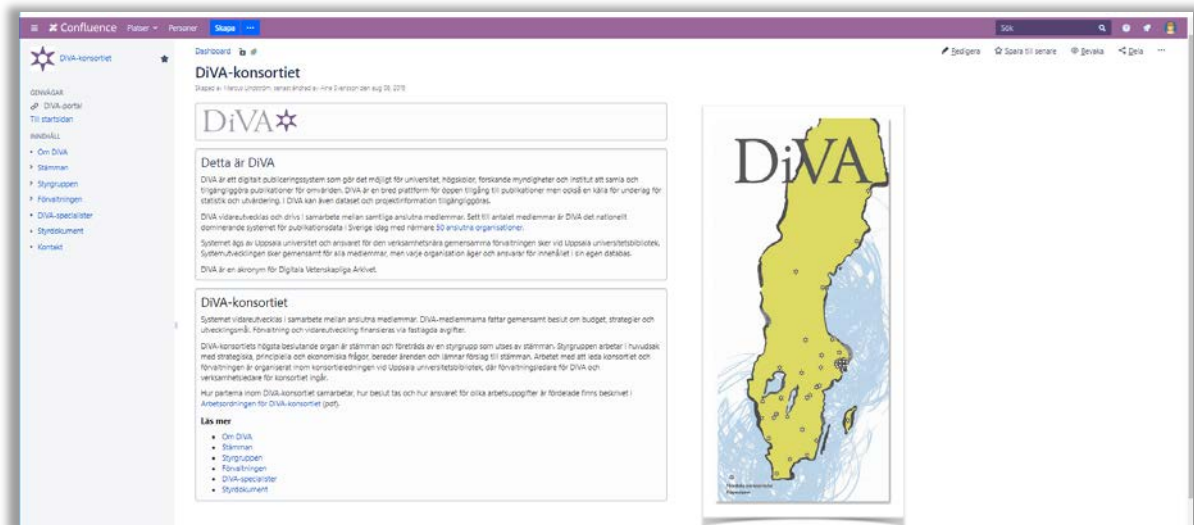 Confluence Platser Personer Skapa ··· Sök
DiVA-konsortiet
GENVÄGAR
DiVA-portal
Till startsidan
INNEHÅLL
Om DiVA
Stämman
Styrgruppen
Förvaltningen
DiVA-specialister
Styrdokument
Kontakt
Dashboard
Redigera Spara till senare Bevaka Dela ···
DiVA-konsortiet
Skapad av Marcus Lindström, senast ändrad av Aina Svensson den aug 08,
DiVA
Detta är DiVA
DiVA är ett digitalt publiceringssystem som gör det möjligt för universitet, högskolor, forskande myndigheter och institut att samla och
tillgängliggöra publikationer för omvärlden. DiVA är en bred plattform för öppen tillgång till publikationer men också en källa för underlag för
statistik och utvärdering. I DiVA kan även dataset och projektinformation tillgängliggöras.
DiVA vidareutvecklas och drivs i samarbete mellan samtliga anslutna medlemmar. Sett till antalet medlemmar är DiVA det nationellt
dominerande systemet för publikationsdata i Sverige idag med närmare 50 anslutna organisationer.
Systemet ägs av Uppsala universitet och ansvaret för den verksamhetsnära gemensamma förvaltningen sker vid Uppsala universitetsbibliotek.
Systemutvecklingen sker gemensamt för alla medlemmar, men varje organisation äger och ansvarar för innehållet i sin egen databas.
DiVA är en akronym för Digitala Vetenskapliga Arkivet.
DiVA-konsortiet
Systemet vidareutvecklas i samarbete mellan anslutna medlemmar. DiVA-medlemmarna fattar gemensamt beslut om budget, strategier och
utvecklingsmål. Förvaltning och vidareutveckling finansieras via fastlagda avgifter.
DiVA-konsortiets högsta beslutande organ är stämman och företräds av en styrgrupp som utses av stämman. Styrgruppen arbetar i huvudsak
med strategiska, principiella och ekonomiska frågor, bereder ärenden och lämnar förslag till stämman. Arbetet med att leda konsortiet och
förvaltningen är organiserat inom konsortieledningen vid Uppsala universitetsbibliotek, där förvaltningsledare för DiVA och
verksamhetsledare för konsortiet ingår.
Hur parterna inom DiVA-konsortiet samarbetar, hur beslut tas och hur ansvaret för olika arbetsuppgifter är fördelade finns beskrivet i
Arbetsordningen för DiVA-konsortiet (pdf).
Läs mer
Om DiVA
Stämman
Styrgruppen
Förvaltningen
DiVA-specialister
Styrdokument
DiVA